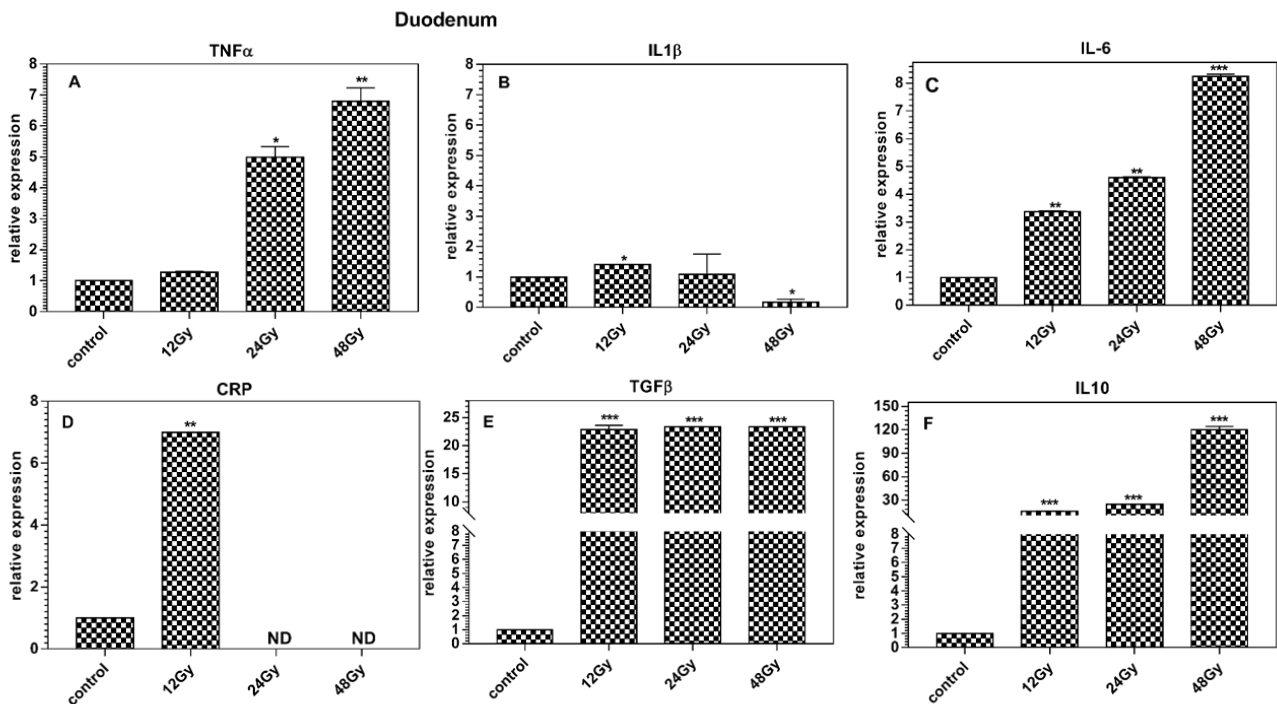 Duodenum
TNFα
A
relative expression
8
7
6
5
4
3
2
1
0
*
**
control
12Gy
24Gy
48Gy
IL1β
B
relative expression
8
6
4
2
1
0
*
*
control
12Gy
24Gy
48Gy
IL-6
C
relative expression
8
7
6
5
4
3
2
1
0
**
**
***
control
12Gy
24Gy
48Gy
CRP
D
relative expression
8
6
4
2
1
0
**
ND
ND
control
12Gy
24Gy
48Gy
TGFβ
E
relative expression
25
20
15
10
8
7
6
5
4
3
2
1
0
***
***
***
control
12Gy
24Gy
48Gy
IL10
F
relative expression
150
120
90
60
30
8
7
6
5
4
3
2
1
0
***
***
***
control
12Gy
24Gy
48Gy